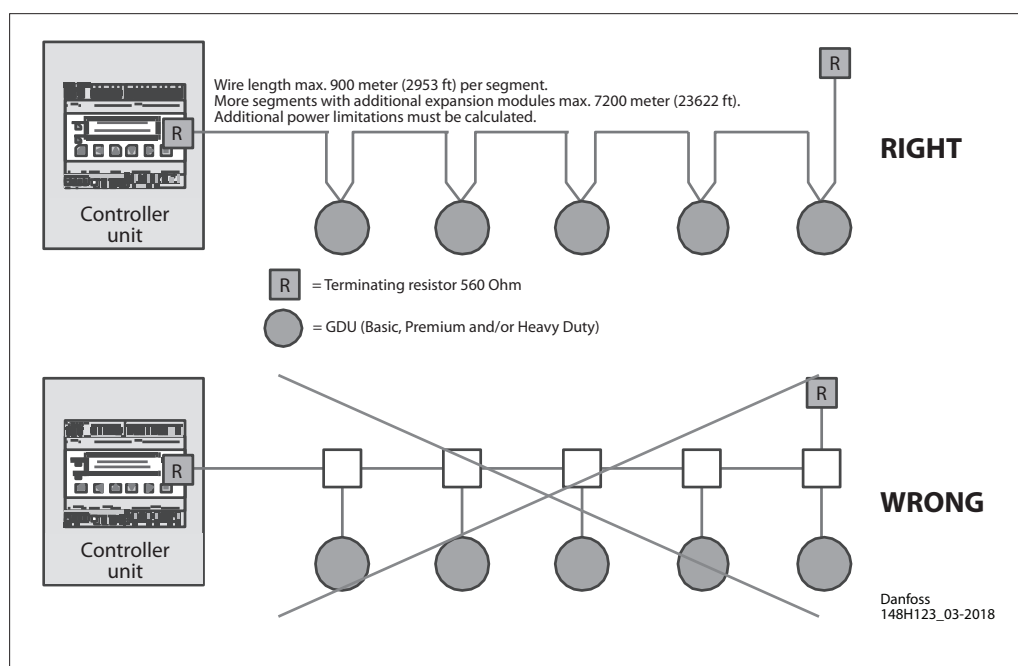 Wire length max. 900 meter (2953 ft) per segment.
More segments with additional expansion modules max. 7200 meter (23622 ft).
Additional power limitations must be calculated.
R
R
RIGHT
Controller
unit
R
= Terminating resistor 560 Ohm
= GDU (Basic, Premium and/or Heavy Duty)
R
R
WRONG
Controller
unit
Danfoss
148H123_03-2018